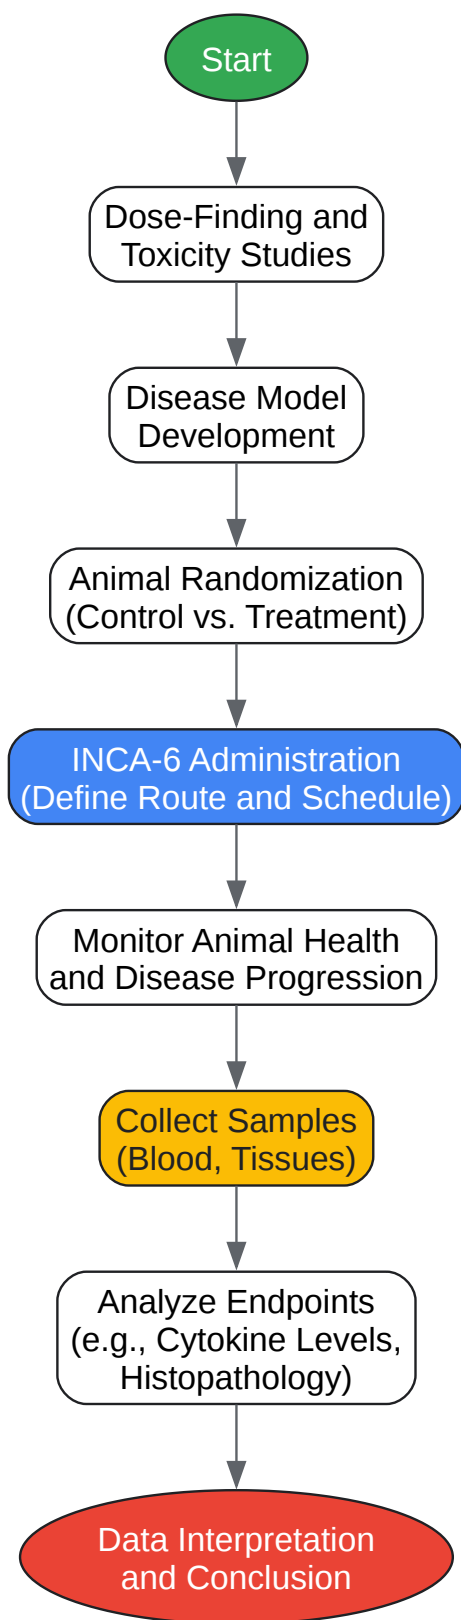 Start
Dose-Finding and
Toxicity Studies
Disease Model
Development
Animal Randomization
(Control vs. Treatment)
INCA-6 Administration
(Define Route and Schedule)
Monitor Animal Health
and Disease Progression
Collect Samples
(Blood, Tissues)
Analyze Endpoints
(e.g., Cytokine Levels,
Histopathology)
Data Interpretation
and Conclusion